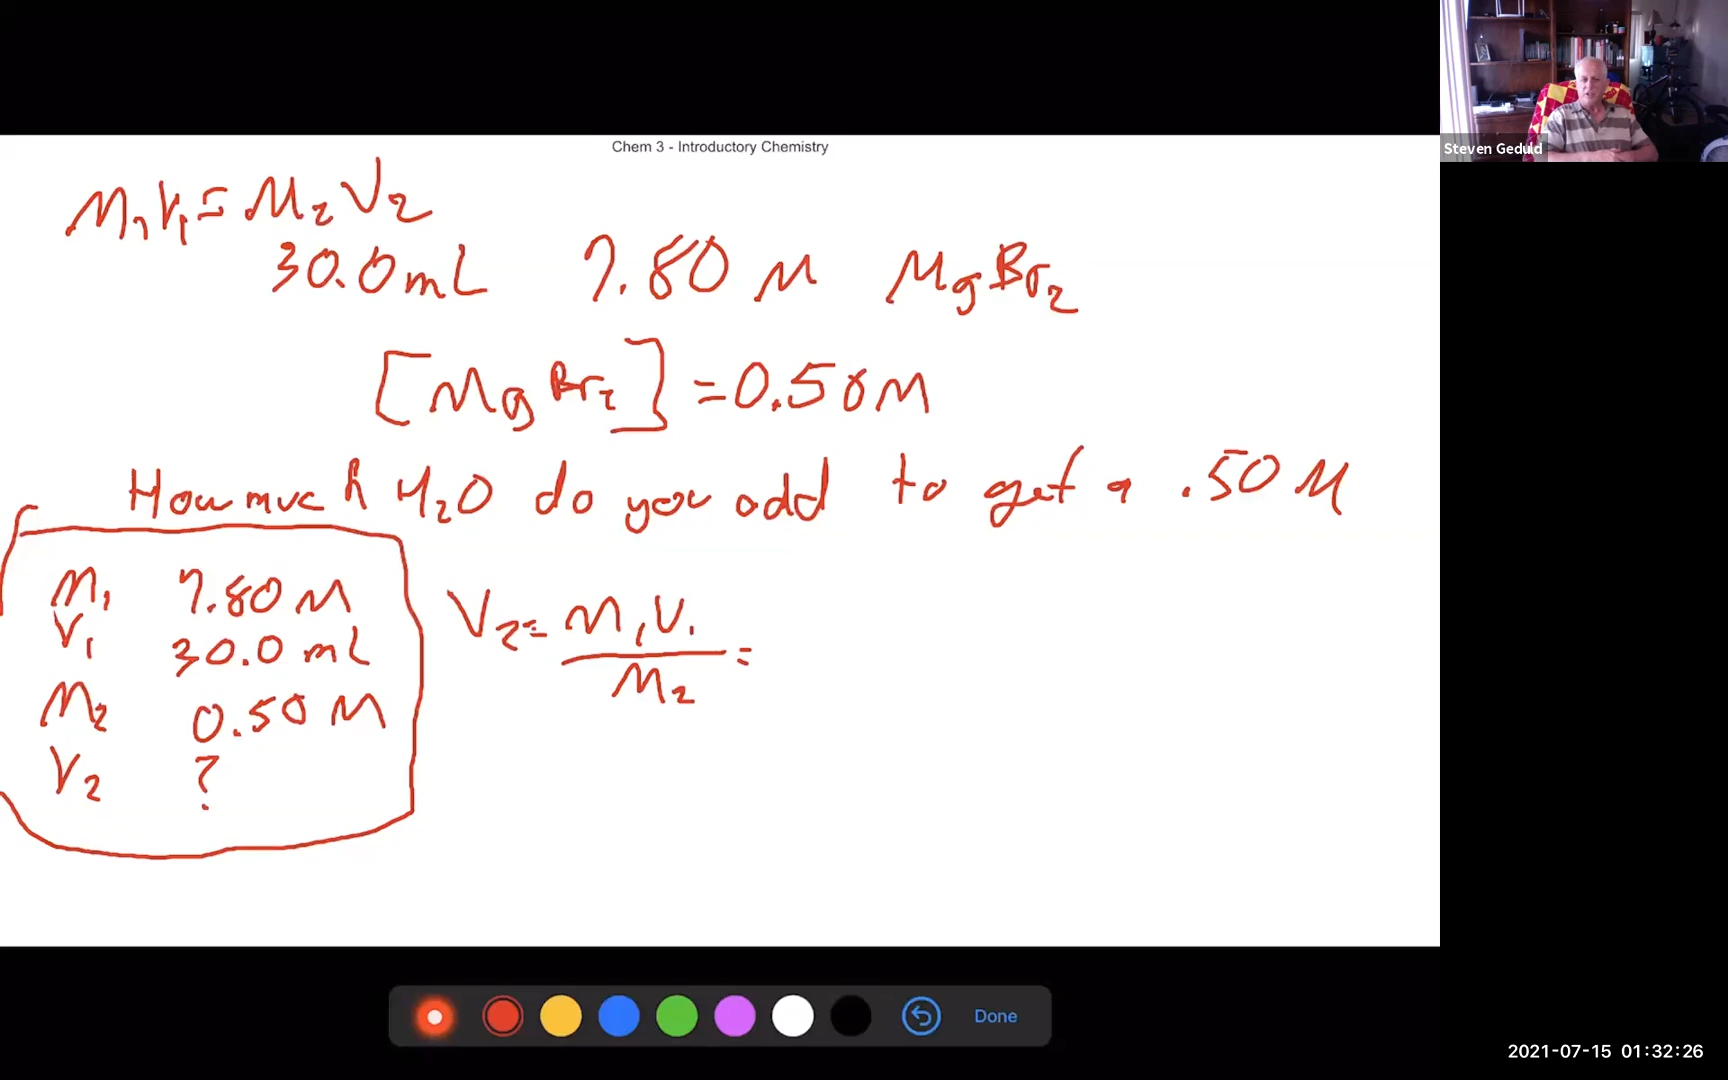 Steven Geduld
Chem 3 - Introductory Chemistry
M₁V₁ = M₂V₂
30.0 mL 7.80 M MgBr₂
[MgBr₂] = 0.50 M
How much H₂O do you add to get a .50 M
M₁ 7.80 M
V₁ 30.0 mL
M₂ 0.50 M
V₂ ?
V₂ = M₁V₁
M₂ =
Done
2021-07-15 01:32:26